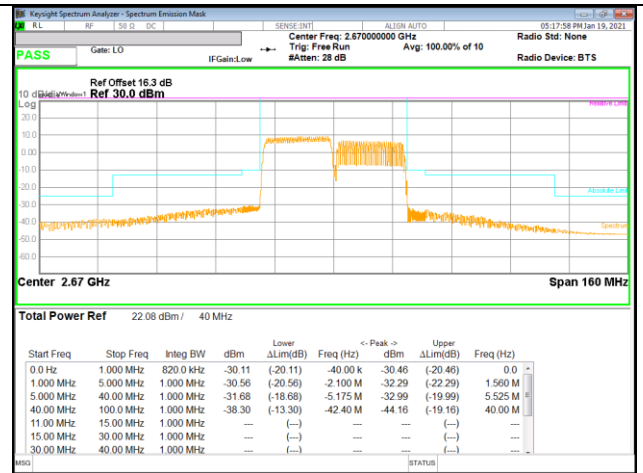 Keysight Spectrum Analyzer - Spectrum Emission Mask
RL RF 50 Ω DC SENSE:INT ALIGN AUTO 05:17:58 PM Jan 19, 2021
Center Freq: 2.670000000 GHz Radio Std: None
PASS Gate: LO Trig: Free Run Avg: 100.00% of 10
IFGain:Low #Atten: 28 dB Radio Device: BTS
Ref Offset 16.3 dB
10 dB/div Ref 30.0 dBm
Log Relative Limit
20.0
10.0
0.00
-10.0
-20.0 Absolute Limit
-30.0
-40.0 Spectrum
-50.0
-60.0
Center 2.67 GHz Span 160 MHz
Total Power Ref 22.08 dBm / 40 MHz
Lower <- Peak -> Upper
Start Freq Stop Freq Integ BW dBm ΔLim(dB) Freq (Hz) dBm ΔLim(dB) Freq (Hz)
0.0 Hz 1.000 MHz 820.0 kHz -30.11 (-20.11) -40.00 k -30.46 (-20.46) 0.0
1.000 MHz 5.000 MHz 1.000 MHz -30.56 (-20.56) -2.100 M -32.29 (-22.29) 1.560 M
5.000 MHz 40.00 MHz 1.000 MHz -31.68 (-18.68) -5.175 M -32.99 (-19.99) 5.525 M
40.00 MHz 100.0 MHz 1.000 MHz -38.30 (-13.30) -42.40 M -44.16 (-19.16) 40.00 M
11.00 MHz 15.00 MHz 1.000 MHz --- (---) --- --- (---) ---
15.00 MHz 30.00 MHz 1.000 MHz --- (---) --- --- (---) ---
30.00 MHz 40.00 MHz 1.000 MHz --- (---) --- --- (---) ---
MSG STATUS